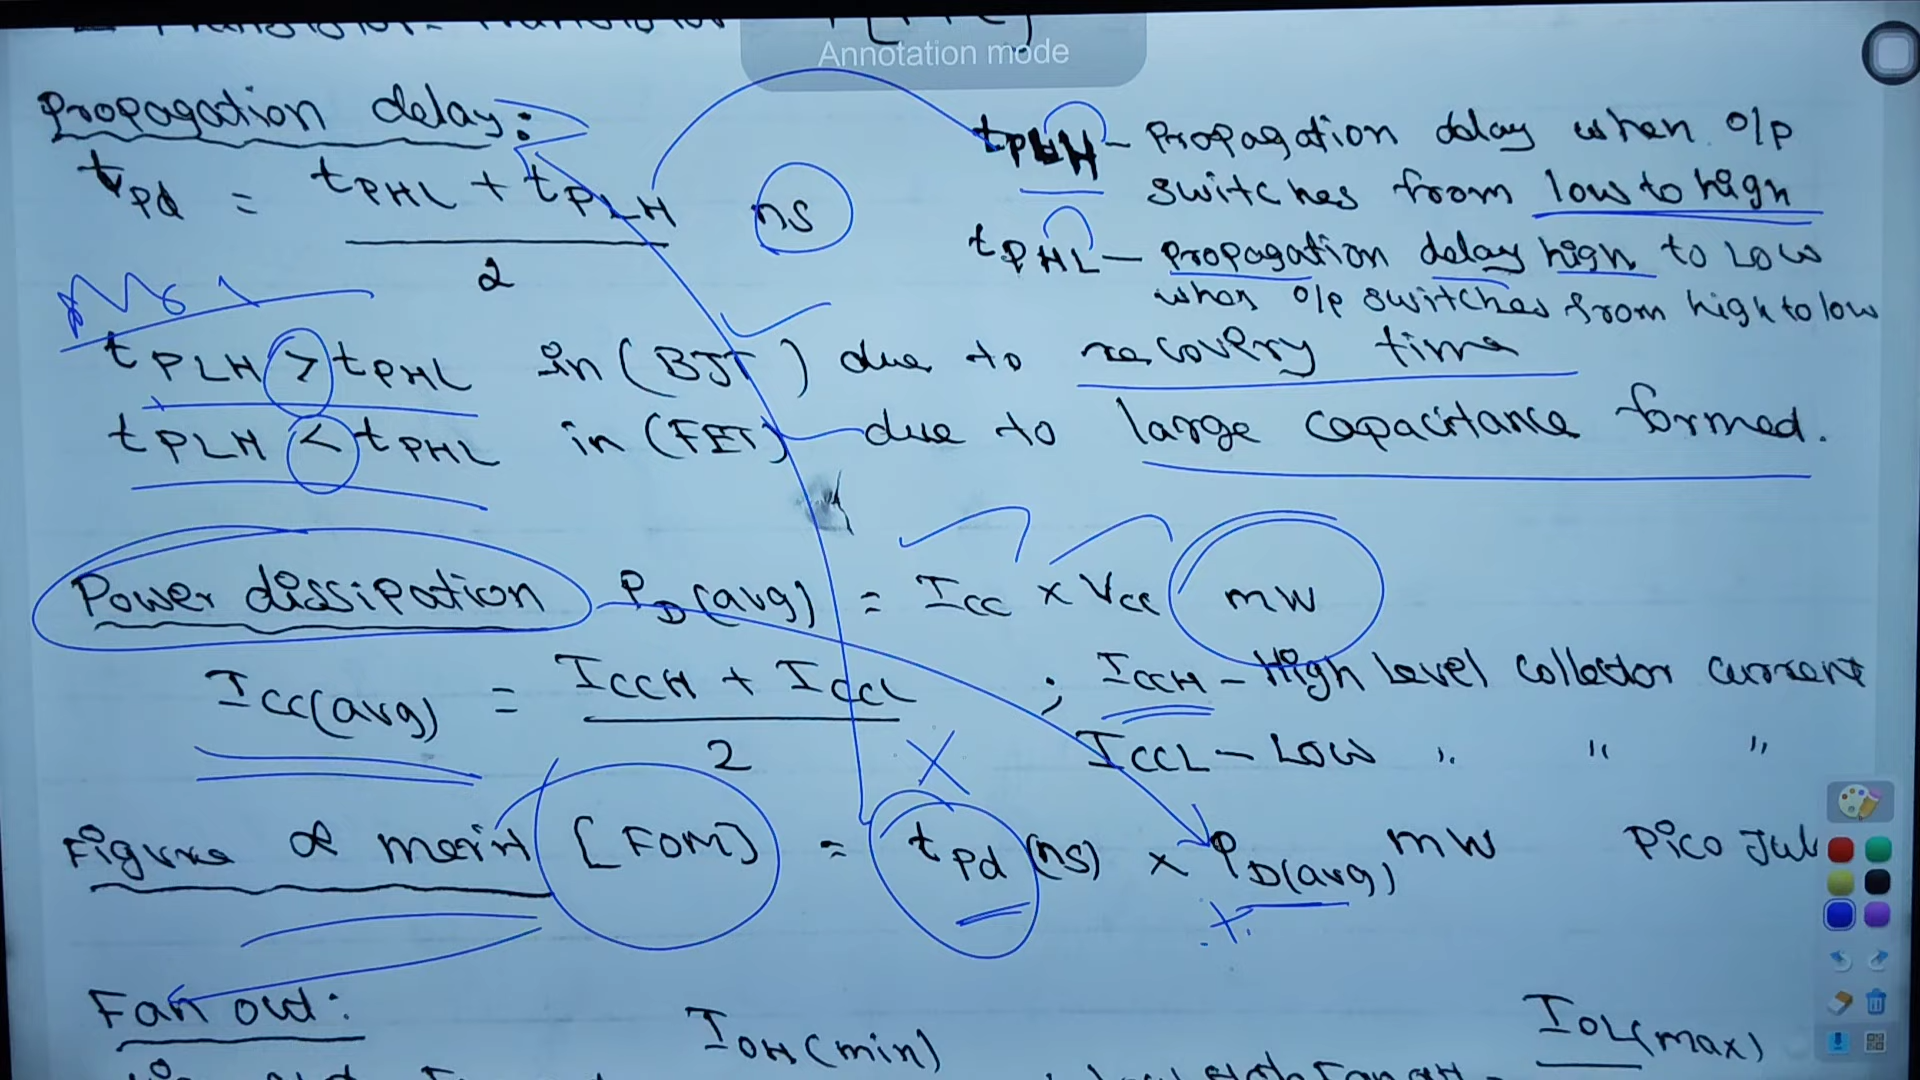 Annotation mode
Propagation delay:
tpd = tPHL + tPLH / 2 ns
tPLH - Propagation delay when o/p
switches from low to high
tPHL - Propagation delay high to Low
when o/p switches from high to low
tPLH > tPHL in (BJT) due to recovery time
tPLH < tPHL in (FET) - due to large capacitance formed.
Power dissipation PD(avg) = ICC x VCC mW
ICC(avg) = ICCH + ICCL / 2 ; ICCH - High Level collector current
ICCL - Low " " "
Figure of merit [FOM] = tpd (ns) x PD(avg) mW Pico Jul
Fan out:
IOH(min)
IOL(max)